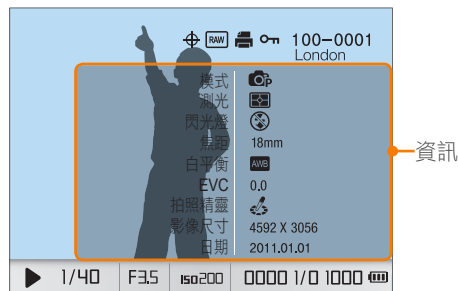 RAW 100-0001
London
模式 P
測光
閃光燈
焦距 18mm
白平衡 AWB
EVC 0.0
拍照精靈
影像尺寸 4592 X 3056
日期 2011.01.01
資訊
1/40 F3.5 ISO200 0000 1/0 1000